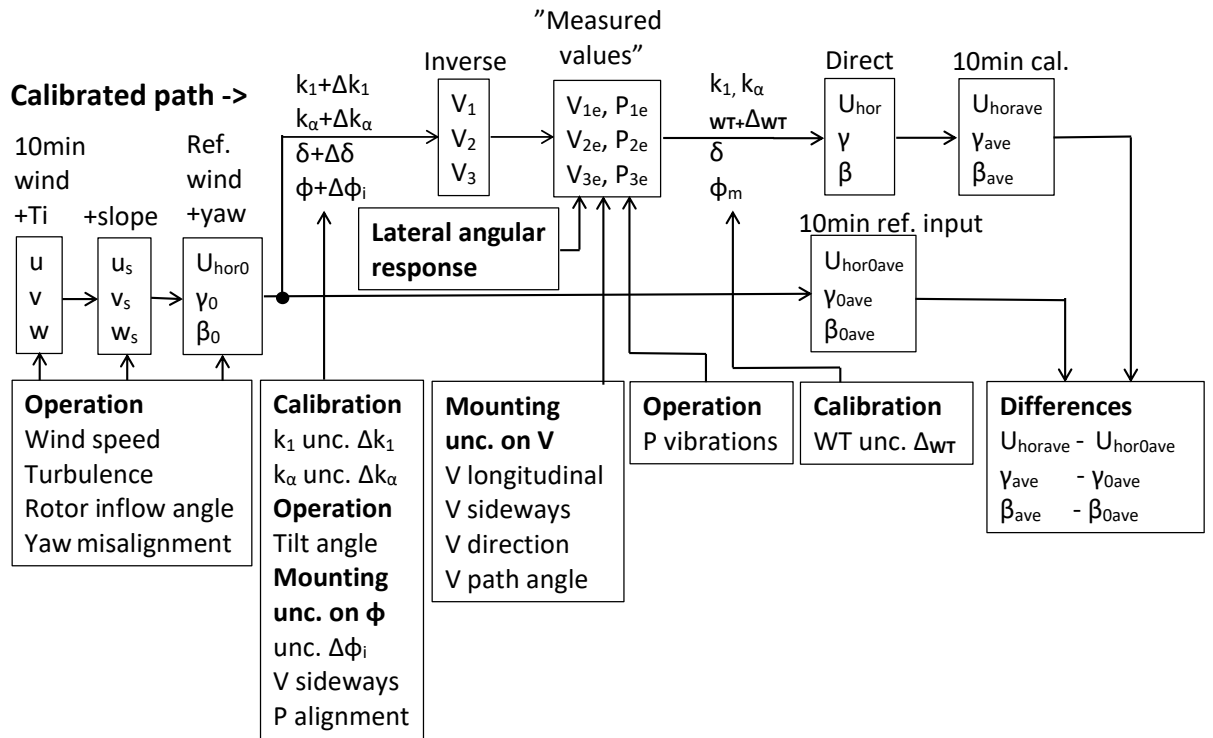 ”Measured
values”
Inverse
Direct
10min cal.
Calibrated path ->
10min
wind
+Ti
+slope
Ref.
wind
+yaw
k₁+Δk₁
kα+Δkα
δ+Δδ
ϕ+Δϕᵢ
V₁
V₂
V₃
V₁ₑ, P₁ₑ
V₂ₑ, P₂ₑ
V₃ₑ, P₃ₑ
k₁, kα
WT+ΔWT
δ
ϕₘ
Uhor
γ
β
Uhorave
γave
βave
Lateral angular
response
10min ref. input
u
v
w
uₛ
vₛ
wₛ
Uhor0
γ₀
β₀
Uhor0ave
γ0ave
β0ave
Operation
Wind speed
Turbulence
Rotor inflow angle
Yaw misalignment
Calibration
k₁ unc. Δk₁
kα unc. Δkα
Operation
Tilt angle
Mounting
unc. on ϕ
unc. Δϕᵢ
V sideways
P alignment
Mounting
unc. on V
V longitudinal
V sideways
V direction
V path angle
Operation
P vibrations
Calibration
WT unc. ΔWT
Differences
Uhorave - Uhor0ave
γave - γ0ave
βave - β0ave